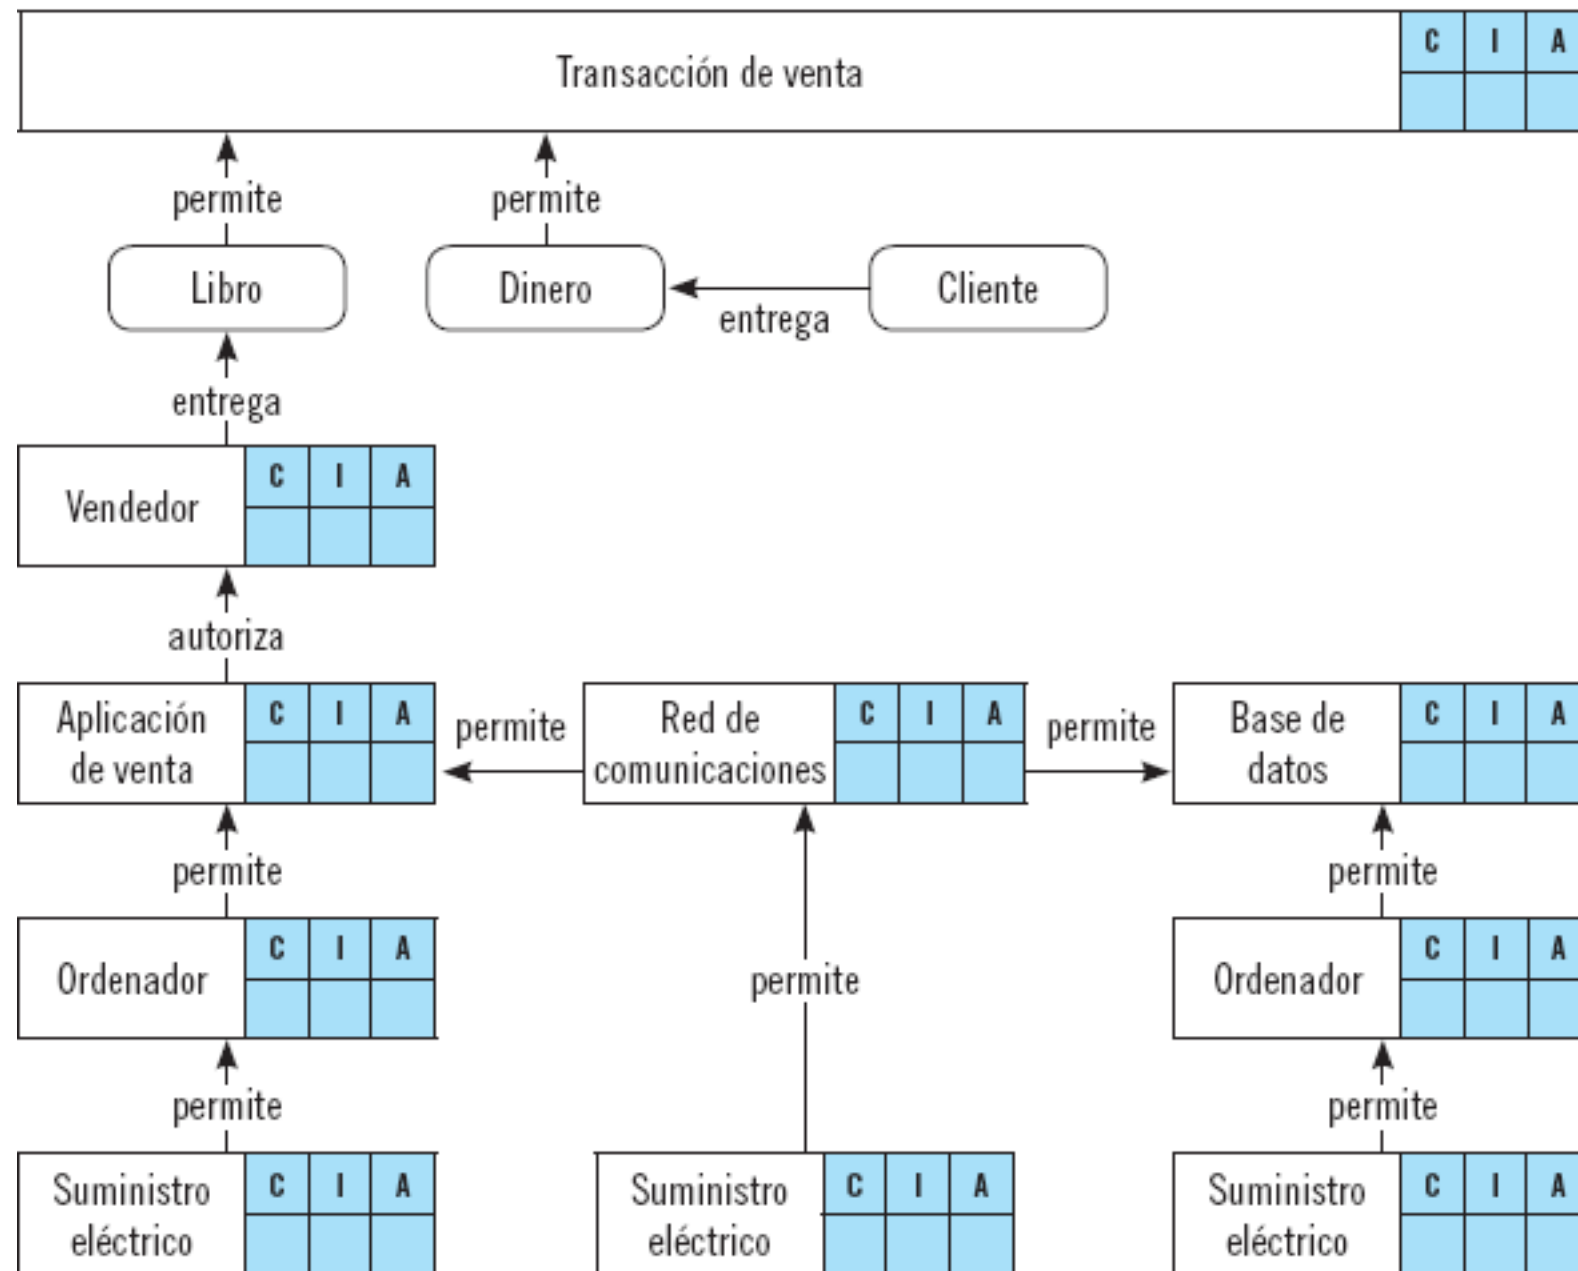 Transacción de venta
C I A
permite
permite
Libro
Dinero
Cliente
entrega
entrega
Vendedor
C I A
autoriza
Aplicación
de venta
C I A
permite
Red de
comunicaciones
C I A
permite
Base de
datos
C I A
permite
permite
Ordenador
C I A
permite
Ordenador
C I A
permite
permite
Suministro
eléctrico
C I A
Suministro
eléctrico
C I A
Suministro
eléctrico
C I A